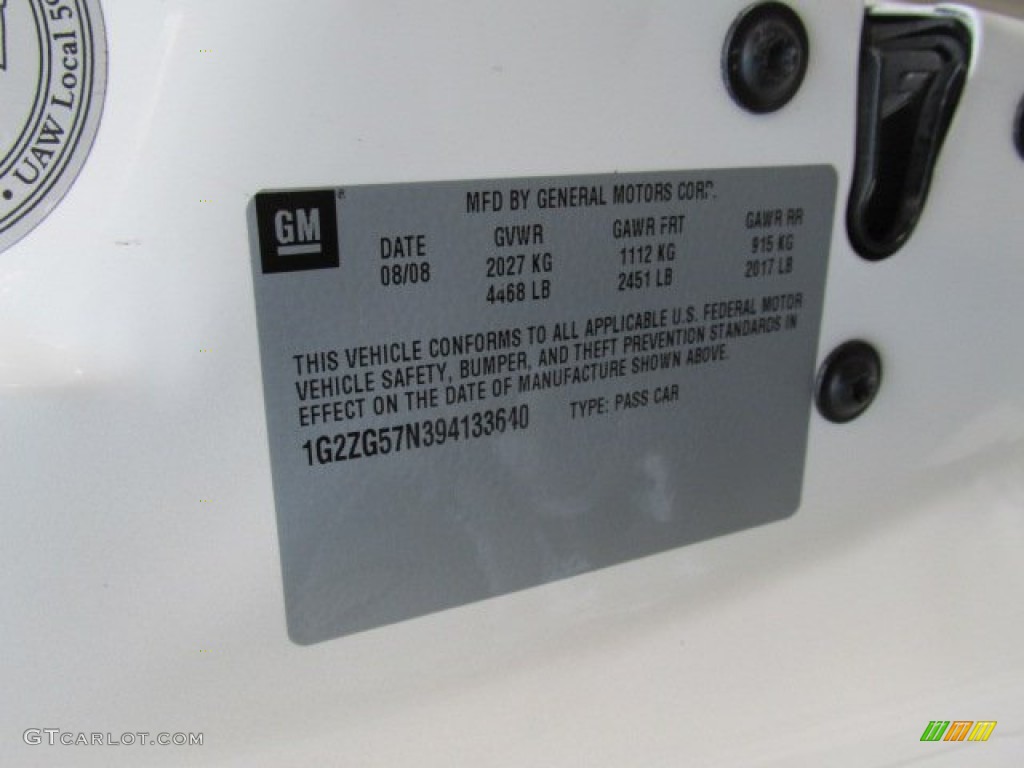 UAW Local 5
GM
MFD BY GENERAL MOTORS CORP.
DATE GVWR GAWR FRT GAWR RR
08/08 2027 KG 1112 KG 915 KG
4468 LB 2451 LB 2017 LB
THIS VEHICLE CONFORMS TO ALL APPLICABLE U.S. FEDERAL MOTOR
VEHICLE SAFETY, BUMPER, AND THEFT PREVENTION STANDARDS IN
EFFECT ON THE DATE OF MANUFACTURE SHOWN ABOVE.
1G2ZG57N394133640 TYPE: PASS CAR
GTCARLOT.COM